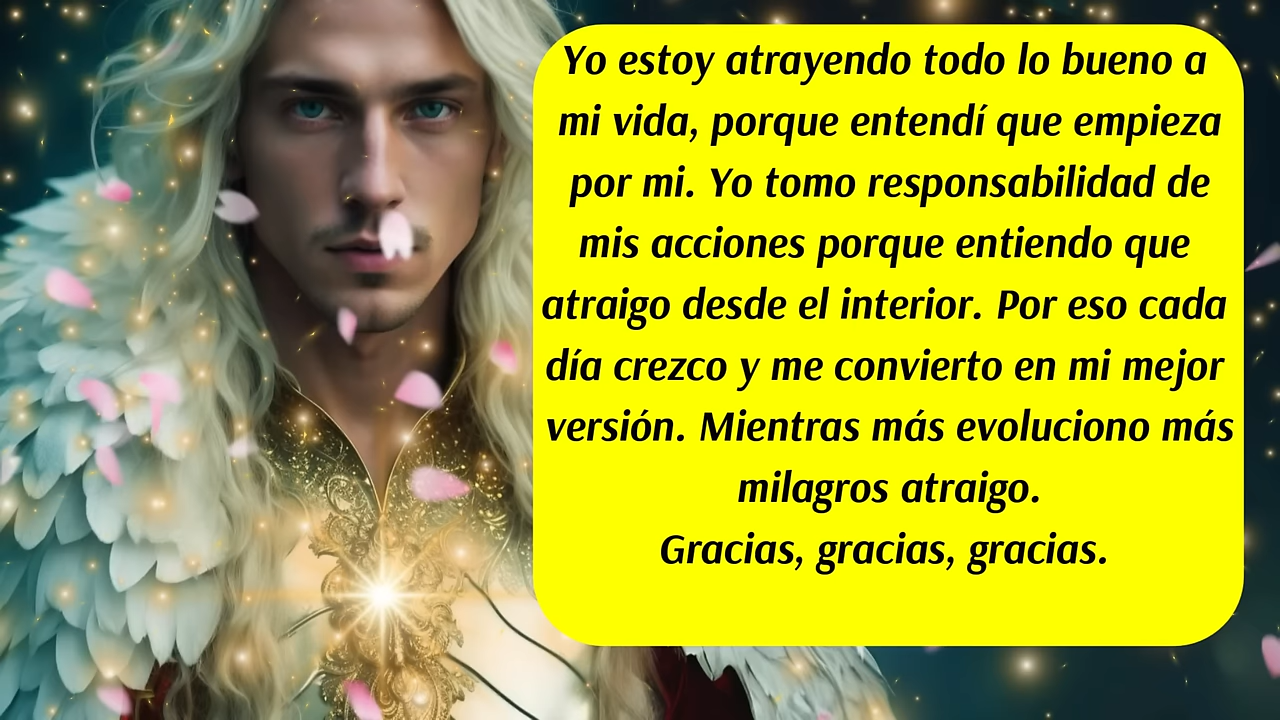 Yo estoy atrayendo todo lo bueno a
mi vida, porque entendí que empieza
por mi. Yo tomo responsabilidad de
mis acciones porque entiendo que
atraigo desde el interior. Por eso cada
día crezco y me convierto en mi mejor
versión. Mientras más evoluciono más
milagros atraigo.
Gracias, gracias, gracias.